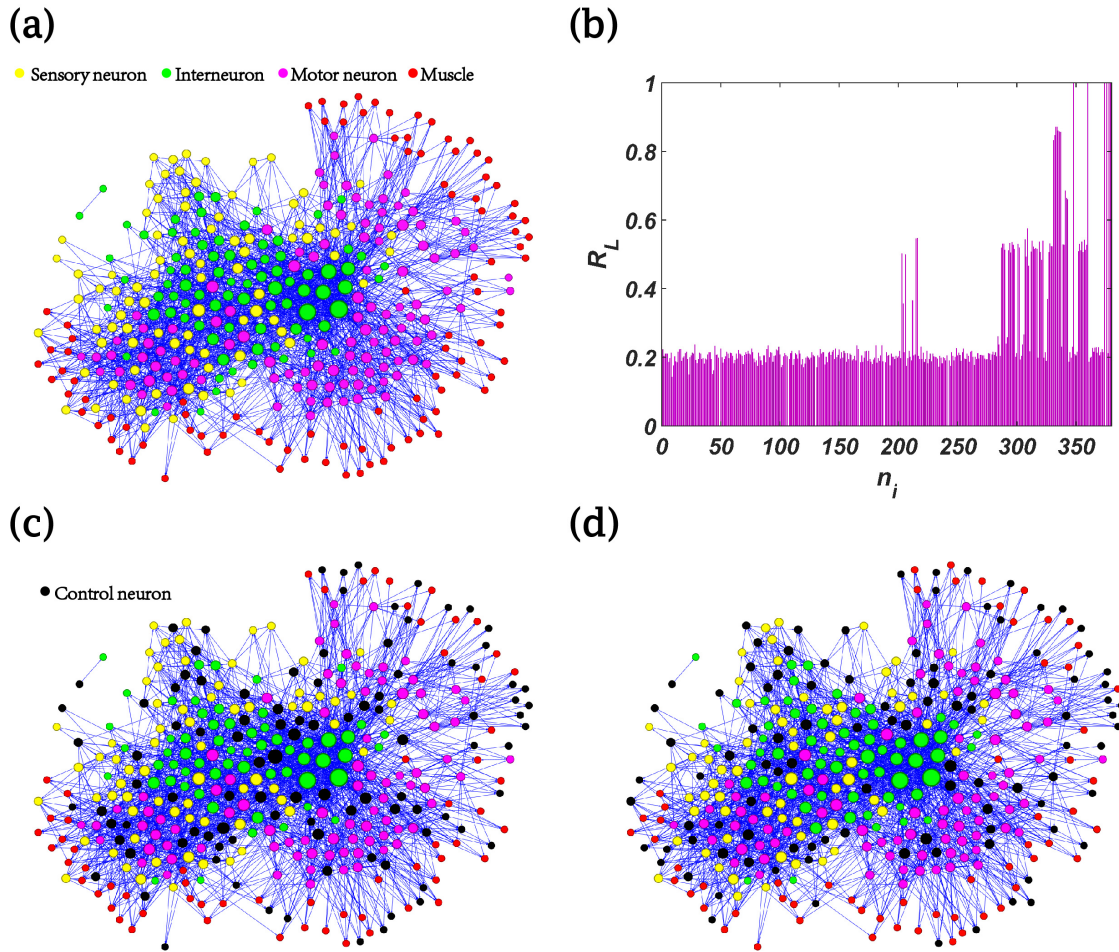 (a)
Sensory neuron Interneuron Motor neuron Muscle
(b)
1
0.8
0.6
0.4
0.2
0
R_L
0 50 100 150 200 250 300 350
n_i
(c)
Control neuron
(d)